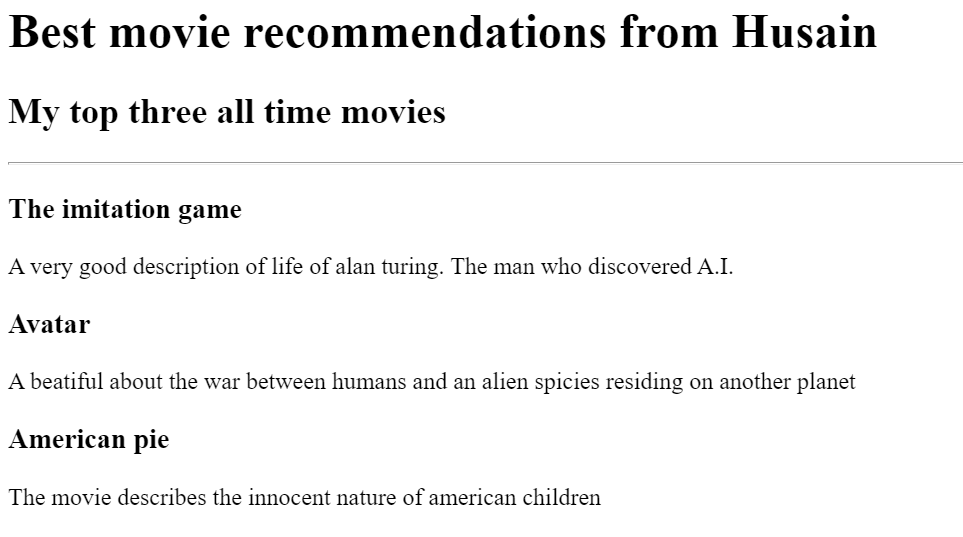 Best movie recommendations from Husain
My top three all time movies
The imitation game
A very good description of life of alan turing. The man who discovered A.I.
Avatar
A beatiful about the war between humans and an alien spicies residing on another planet
American pie
The movie describes the innocent nature of american children